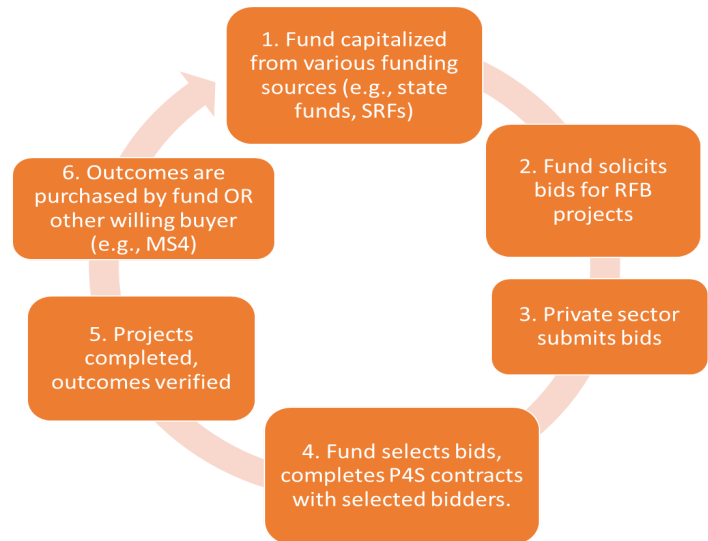 1. Fund capitalized
from various funding
sources (e.g., state
funds, SRFs)
2. Fund solicits
bids for RFB
projects
3. Private sector
submits bids
4. Fund selects bids,
completes P4S contracts
with selected bidders.
5. Projects
completed,
outcomes verified
6. Outcomes are
purchased by fund OR
other willing buyer
(e.g., MS4)